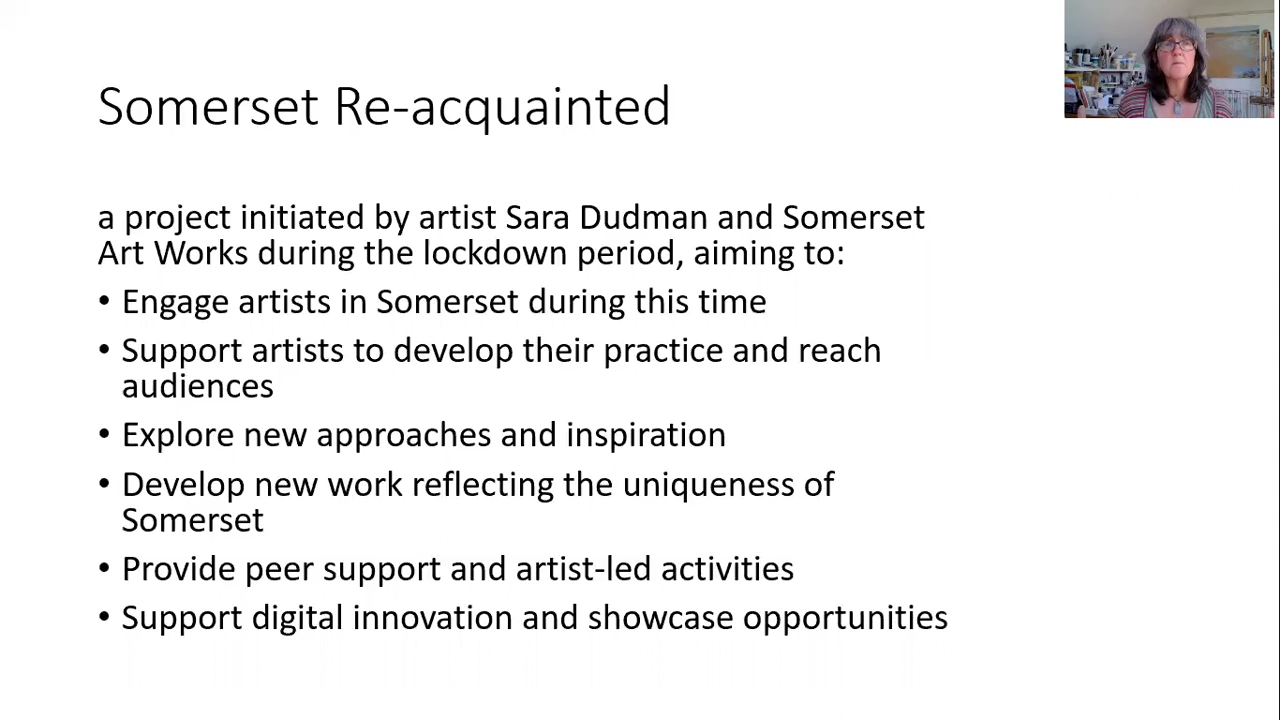 Somerset Re-acquainted
a project initiated by artist Sara Dudman and Somerset
Art Works during the lockdown period, aiming to:
• Engage artists in Somerset during this time
• Support artists to develop their practice and reach
audiences
• Explore new approaches and inspiration
• Develop new work reflecting the uniqueness of
Somerset
• Provide peer support and artist-led activities
• Support digital innovation and showcase opportunities